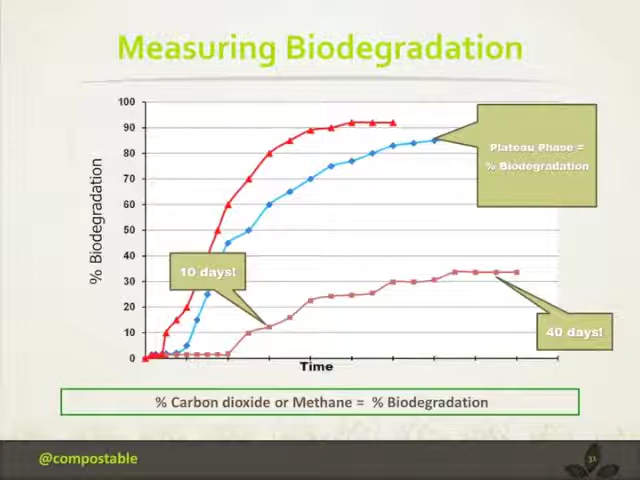 Measuring Biodegradation
100
90
80
70
60
50
40
30
20
10
0
% Biodegradation
Plateau Phase =
% Biodegradation
10 days!
40 days!
Time
% Carbon dioxide or Methane = % Biodegradation
@compostable
31